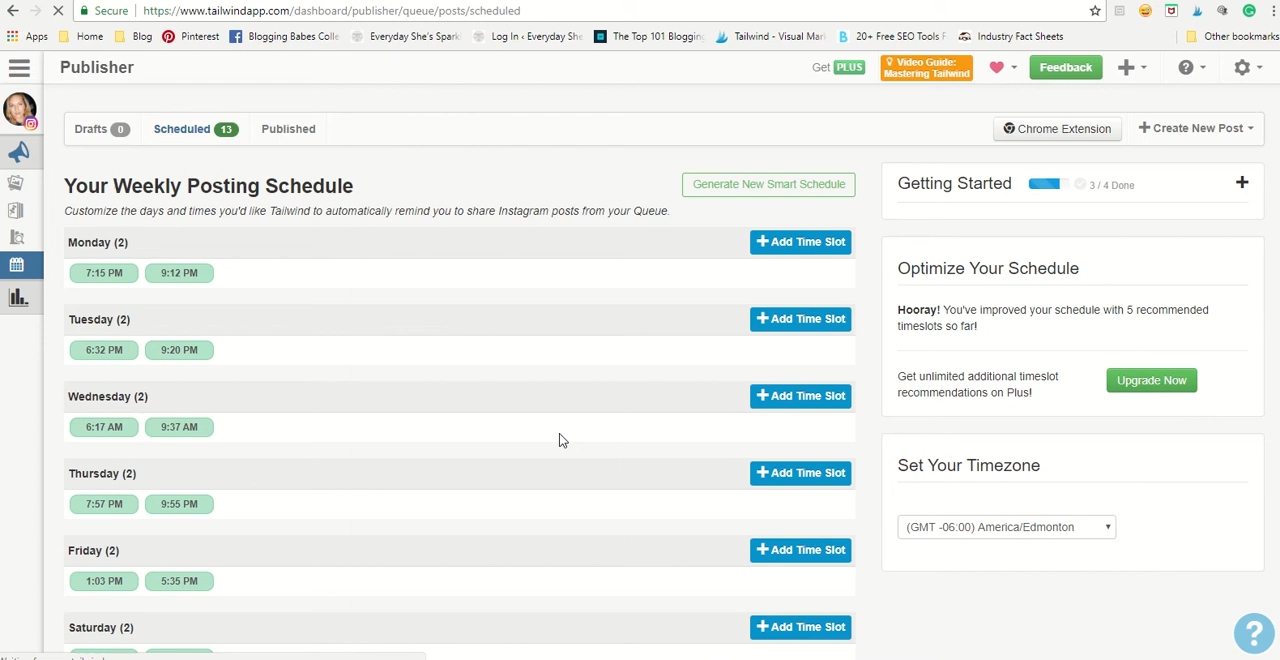 Secure
https://www.tailwindapp.com/dashboard/publisher/queue/posts/scheduled
Apps Home Blog Pinterest Blogging Babes Colle Everyday She's Spark Log In ‹ Everyday She The Top 101 Blogging Tailwind - Visual Mar 20+ Free SEO Tools F Industry Fact Sheets Other bookmarks
Publisher
Get PLUS
Video Guide:
Mastering Tailwind
Feedback
Drafts 0 Scheduled 13 Published
Chrome Extension
Create New Post
Your Weekly Posting Schedule
Generate New Smart Schedule
Customize the days and times you'd like Tailwind to automatically remind you to share Instagram posts from your Queue.
Monday (2)
+ Add Time Slot
7:15 PM 9:12 PM
Tuesday (2)
+ Add Time Slot
6:32 PM 9:20 PM
Wednesday (2)
+ Add Time Slot
6:17 AM 9:37 AM
Thursday (2)
+ Add Time Slot
7:57 PM 9:55 PM
Friday (2)
+ Add Time Slot
1:03 PM 5:35 PM
Saturday (2)
+ Add Time Slot
Getting Started
3 / 4 Done
+
Optimize Your Schedule
Hooray! You've improved your schedule with 5 recommended
timeslots so far!
Get unlimited additional timeslot
recommendations on Plus!
Upgrade Now
Set Your Timezone
(GMT -06:00) America/Edmonton
?